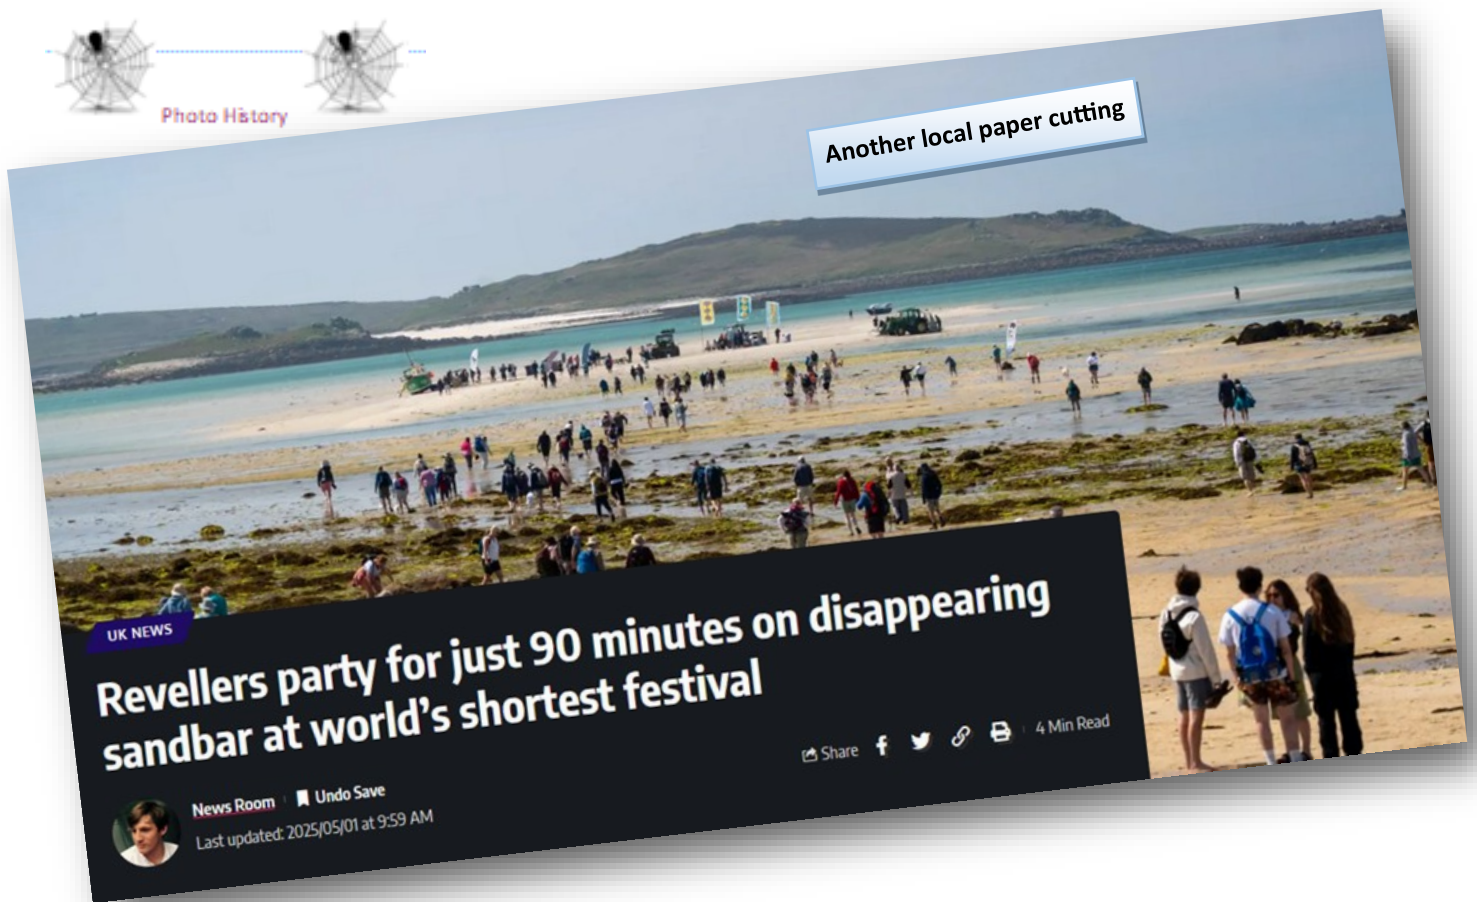 Photo History
Another local paper cutting
UK NEWS
Revellers party for just 90 minutes on disappearing
sandbar at world's shortest festival
Share
4 Min Read
News Room
Undo Save
Last updated: 2025/05/01 at 9:59 AM